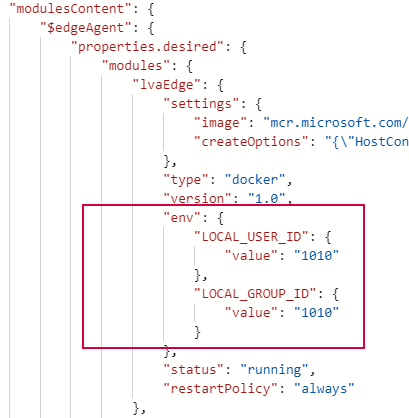 "modulesContent": {
"$edgeAgent": {
"properties.desired": {
"modules": {
"lvaEdge": {
"settings": {
"image": "mcr.microsoft.com/
"createOptions": "{\"HostCon
},
"type": "docker",
"version": "1.0",
"env": {
"LOCAL_USER_ID": {
"value": "1010"
},
"LOCAL_GROUP_ID": {
"value": "1010"
}
},
"status": "running",
"restartPolicy": "always"
},